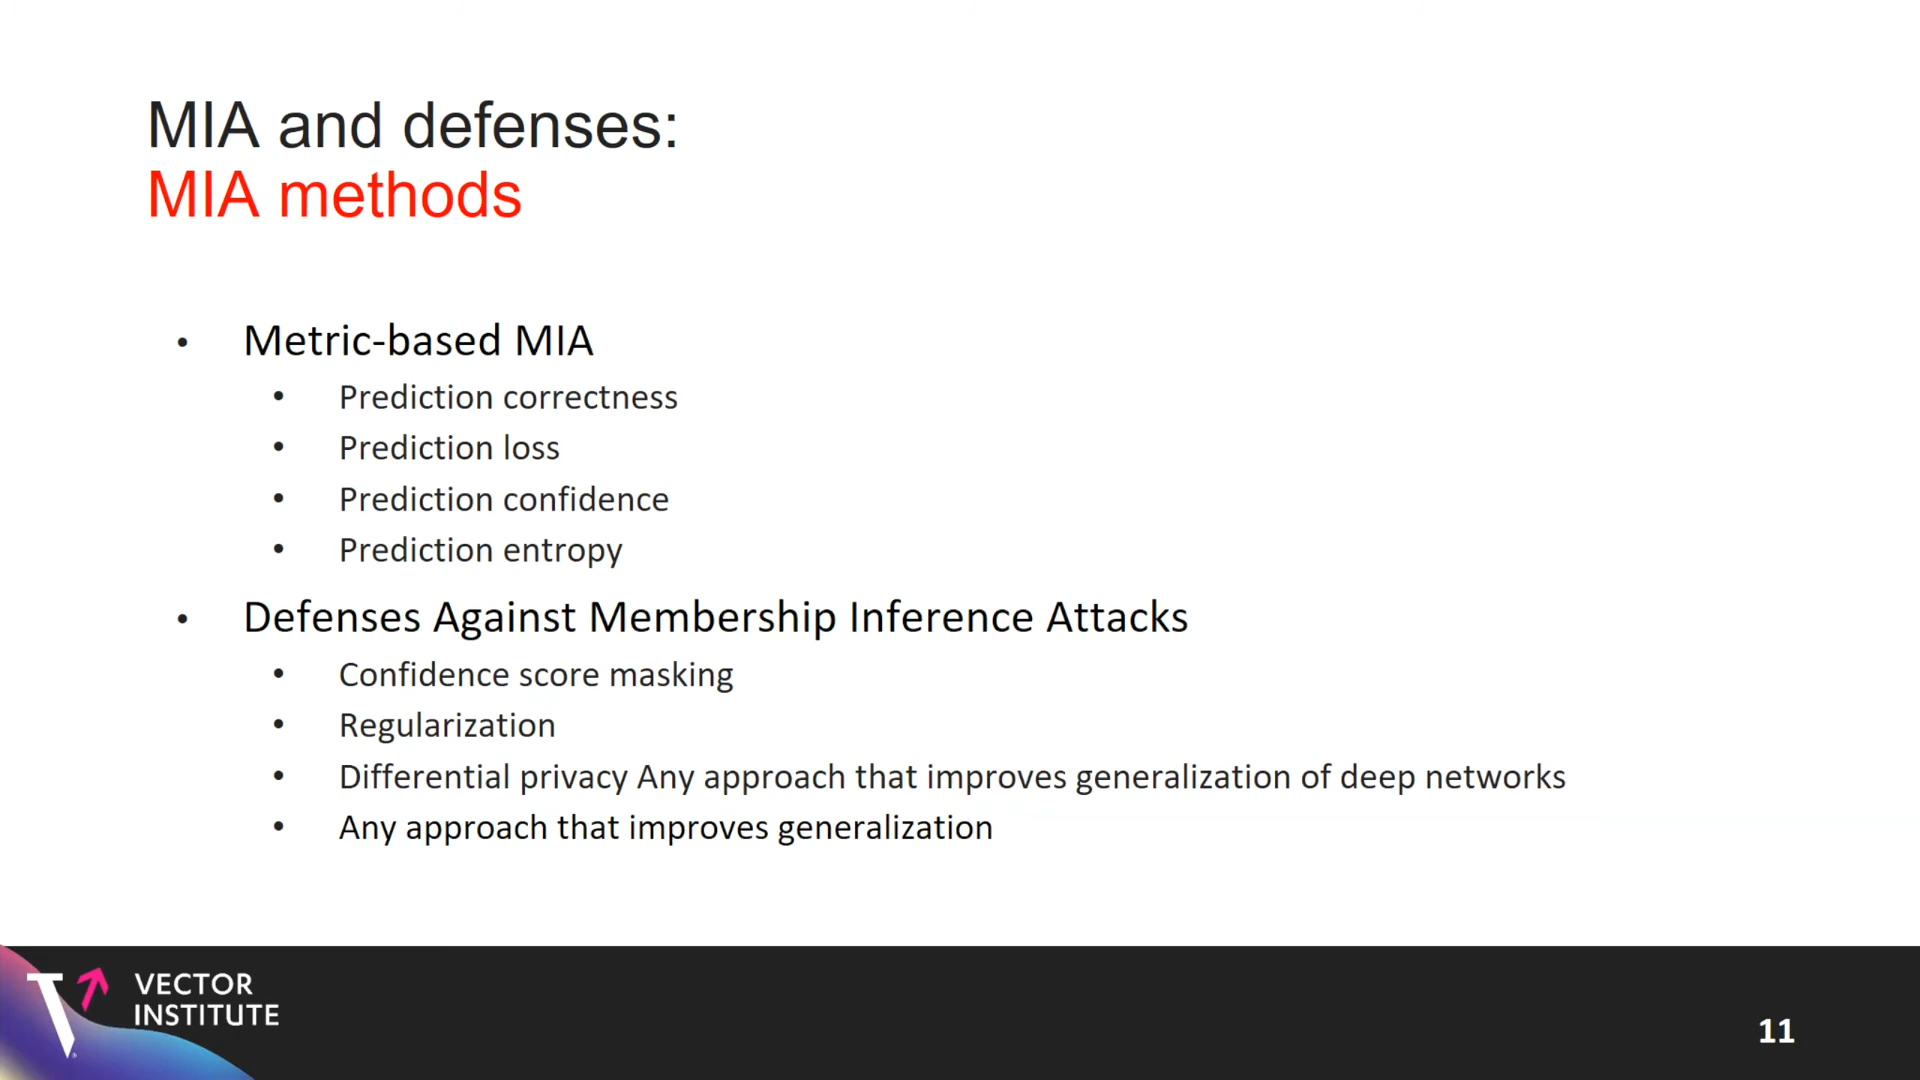 MIA and defenses:
MIA methods
• Metric-based MIA
• Prediction correctness
• Prediction loss
• Prediction confidence
• Prediction entropy
• Defenses Against Membership Inference Attacks
• Confidence score masking
• Regularization
• Differential privacy Any approach that improves generalization of deep networks
• Any approach that improves generalization
VECTOR
INSTITUTE
11